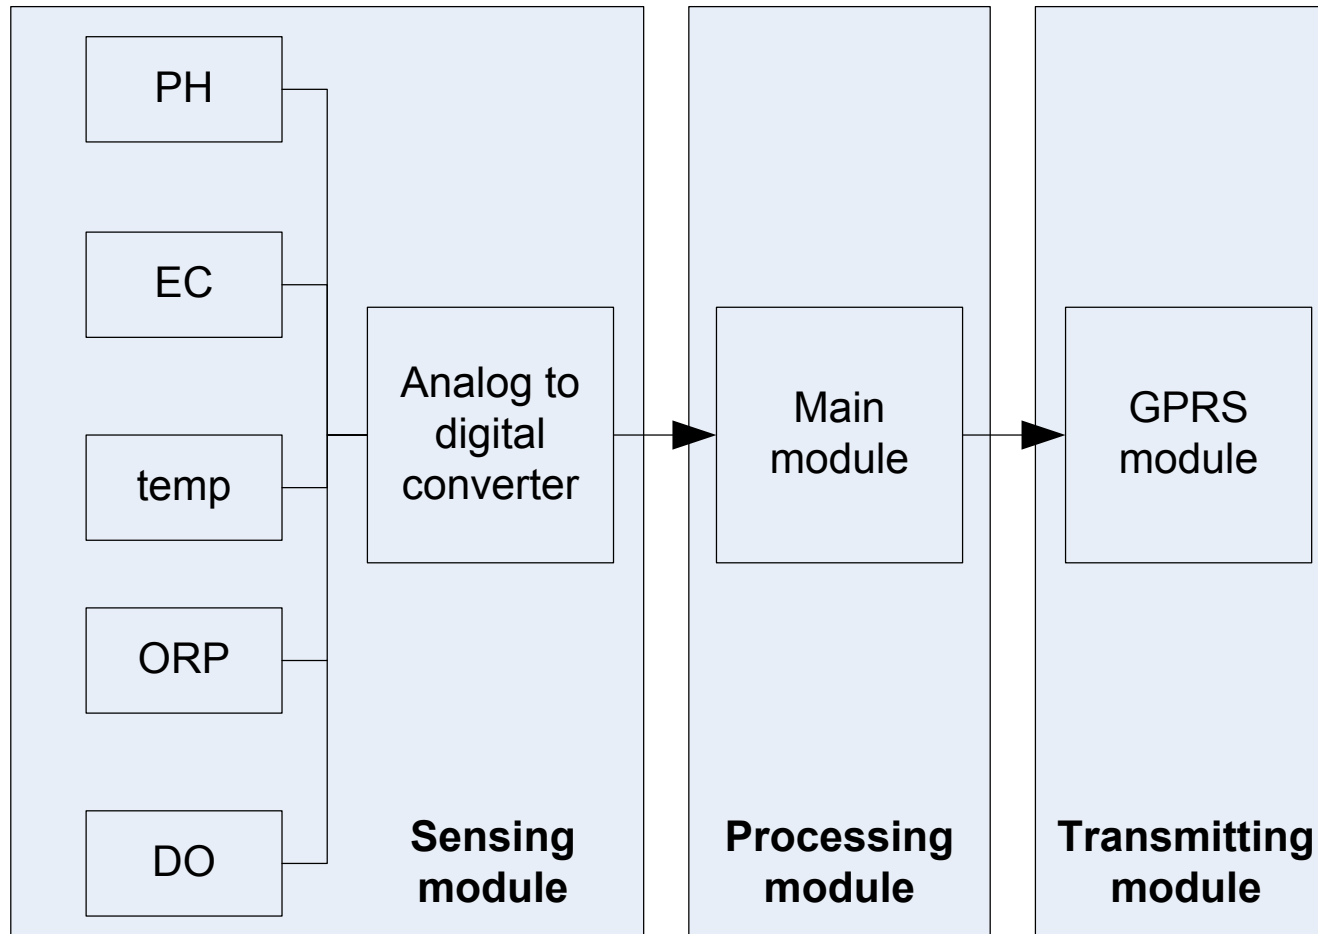 PH
EC
temp
ORP
DO
Analog to
digital
converter
Sensing
module
Main
module
Processing
module
GPRS
module
Transmitting
module